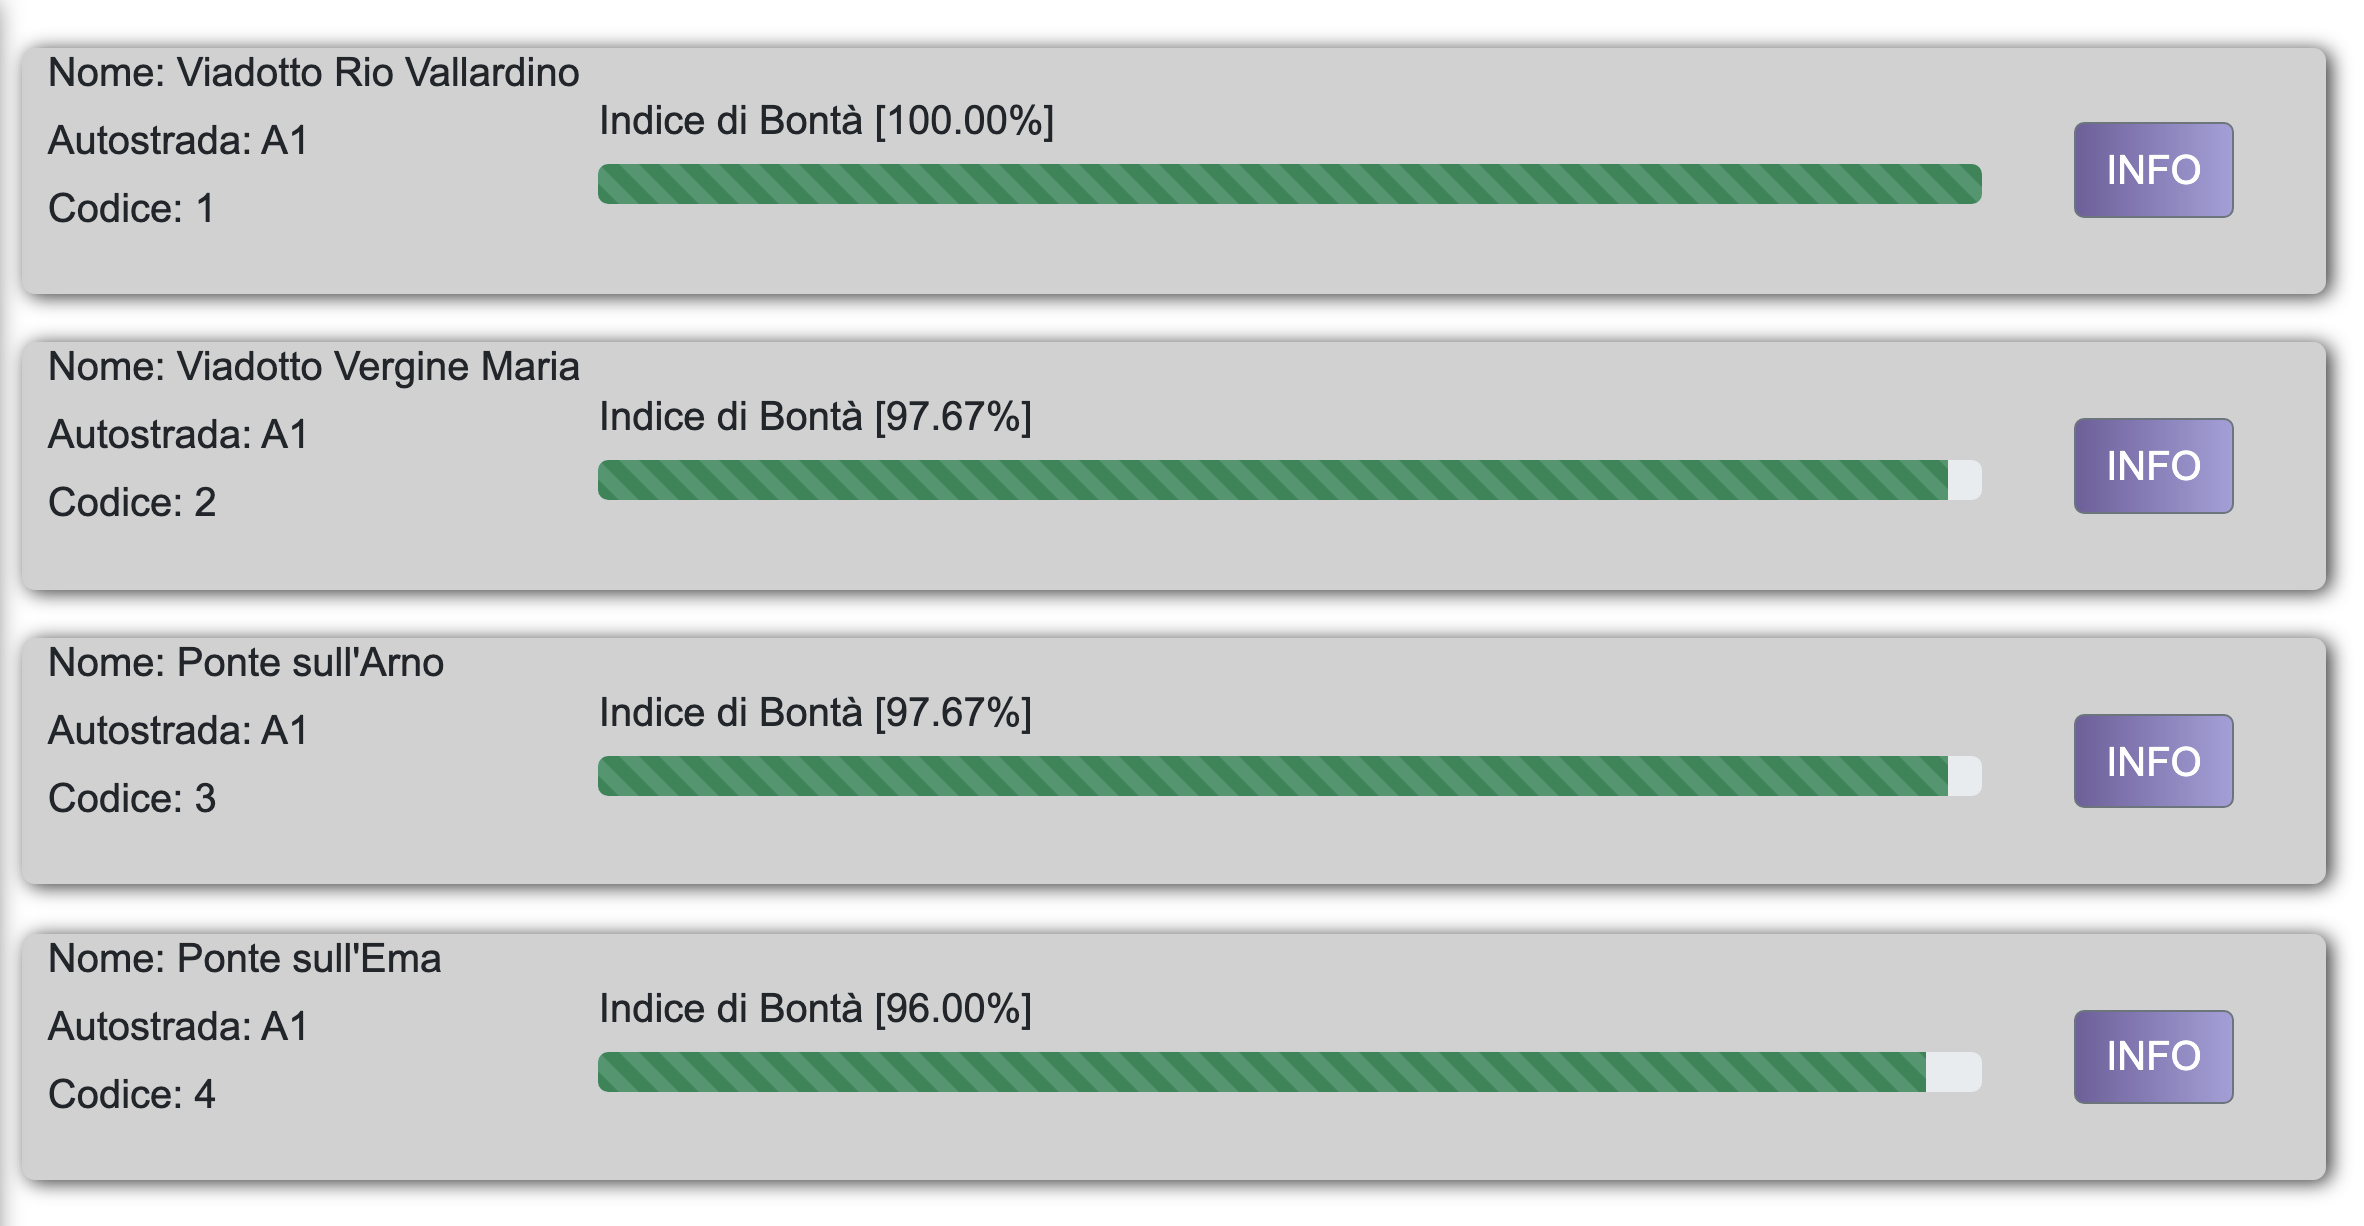 Nome: Viadotto Rio Vallardino
Autostrada: A1
Codice: 1
Indice di Bontà [100.00%]
INFO
Nome: Viadotto Vergine Maria
Autostrada: A1
Codice: 2
Indice di Bontà [97.67%]
INFO
Nome: Ponte sull'Arno
Autostrada: A1
Codice: 3
Indice di Bontà [97.67%]
INFO
Nome: Ponte sull'Ema
Autostrada: A1
Codice: 4
Indice di Bontà [96.00%]
INFO